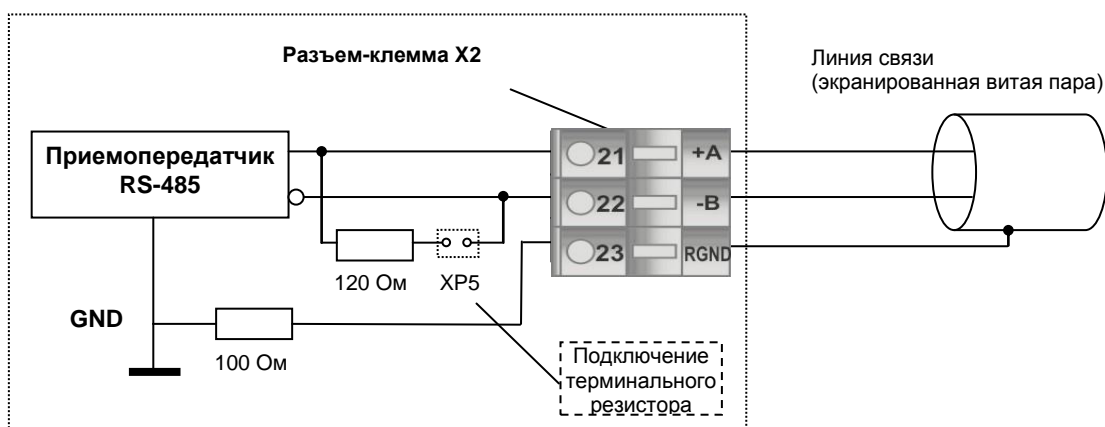 Разъем-клемма X2
Линия связи
(экранированная витая пара)
Приемопередатчик
RS-485
21 +A
22 -B
23 RGND
120 Ом
XP5
GND
100 Ом
Подключение
терминального
резистора